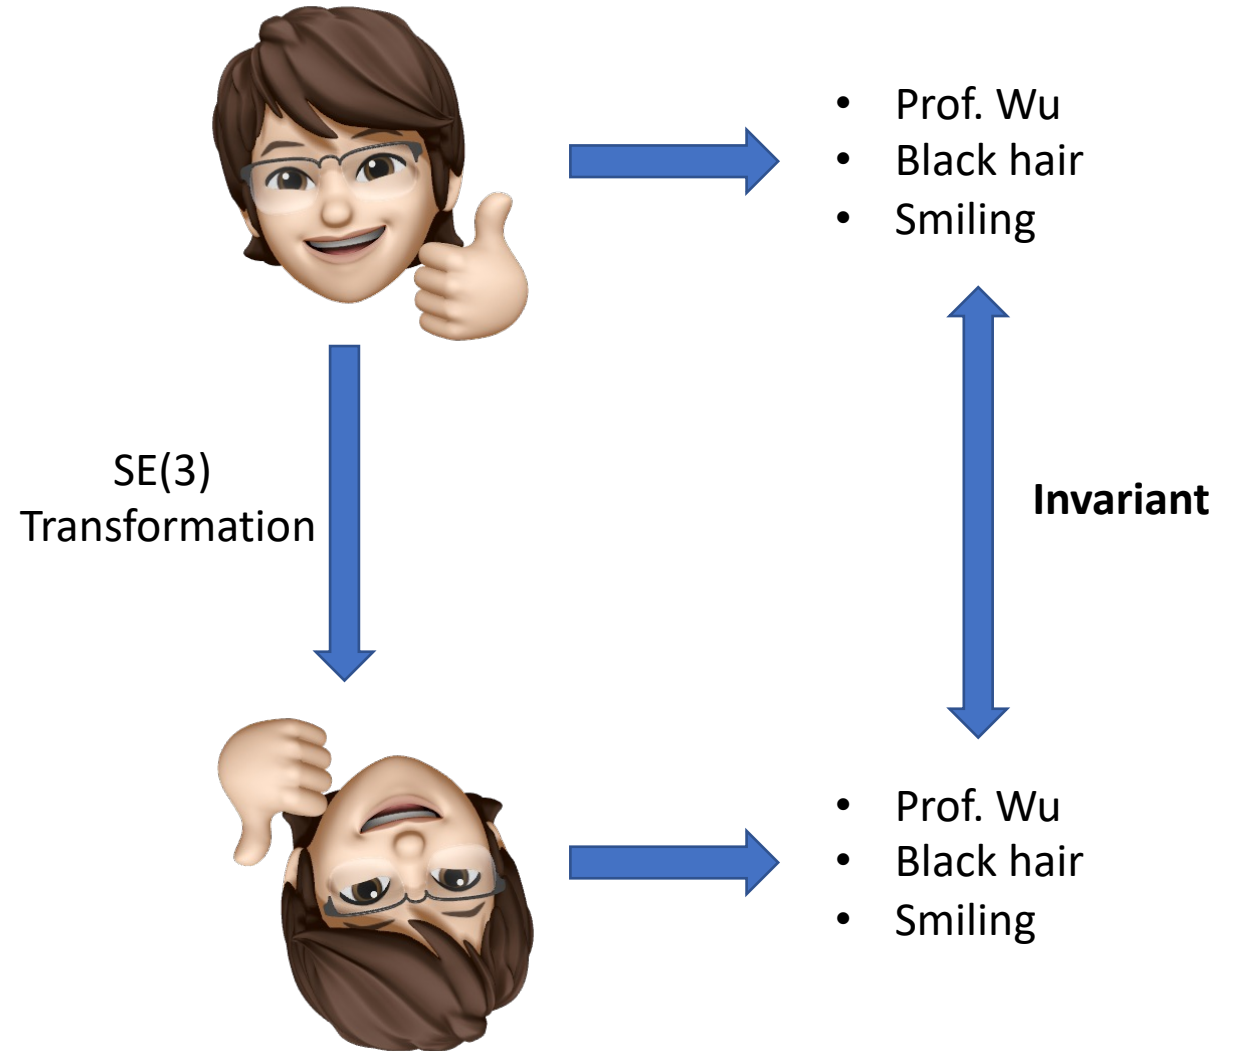 • Prof. Wu
• Black hair
• Smiling
SE(3)
Transformation
Invariant
• Prof. Wu
• Black hair
• Smiling